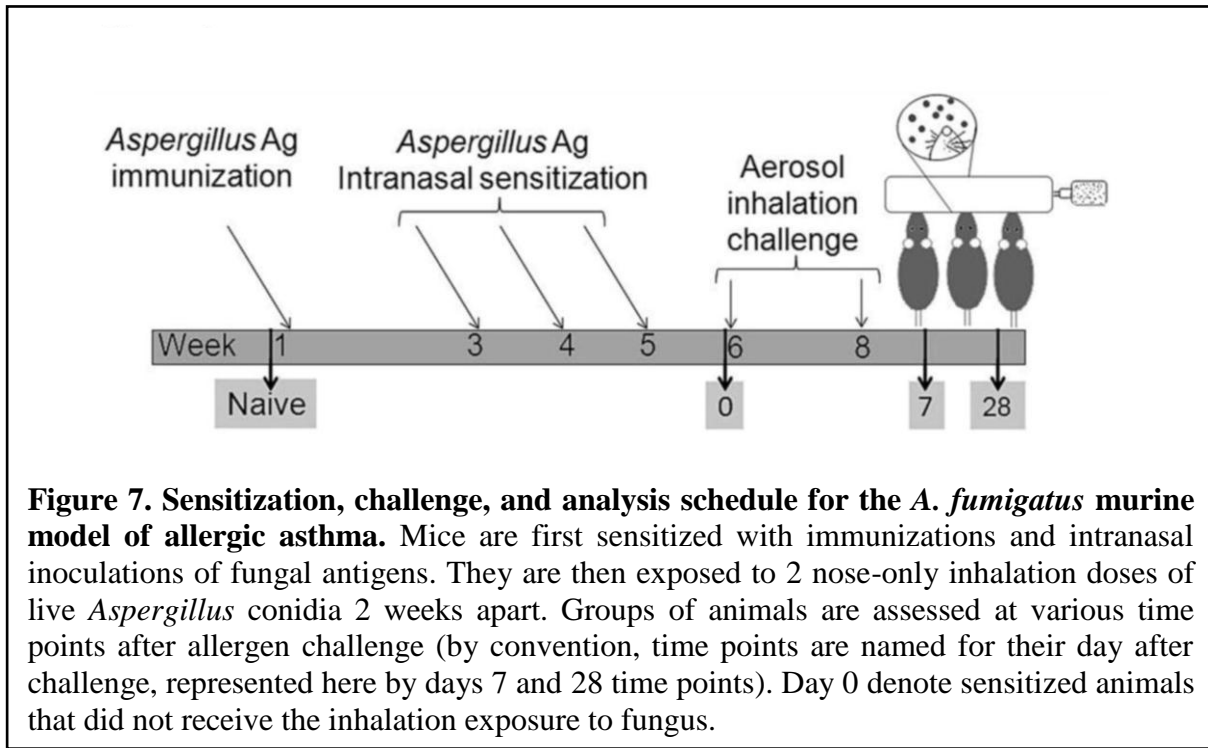 Aspergillus Ag
immunization
Aspergillus Ag
Intranasal sensitization
Aerosol
inhalation
challenge
Week 1 3 4 5 6 8
Naive 0 7 28
Figure 7. Sensitization, challenge, and analysis schedule for the A. fumigatus murine
model of allergic asthma. Mice are first sensitized with immunizations and intranasal
inoculations of fungal antigens. They are then exposed to 2 nose-only inhalation doses of
live Aspergillus conidia 2 weeks apart. Groups of animals are assessed at various time
points after allergen challenge (by convention, time points are named for their day after
challenge, represented here by days 7 and 28 time points). Day 0 denote sensitized animals
that did not receive the inhalation exposure to fungus.